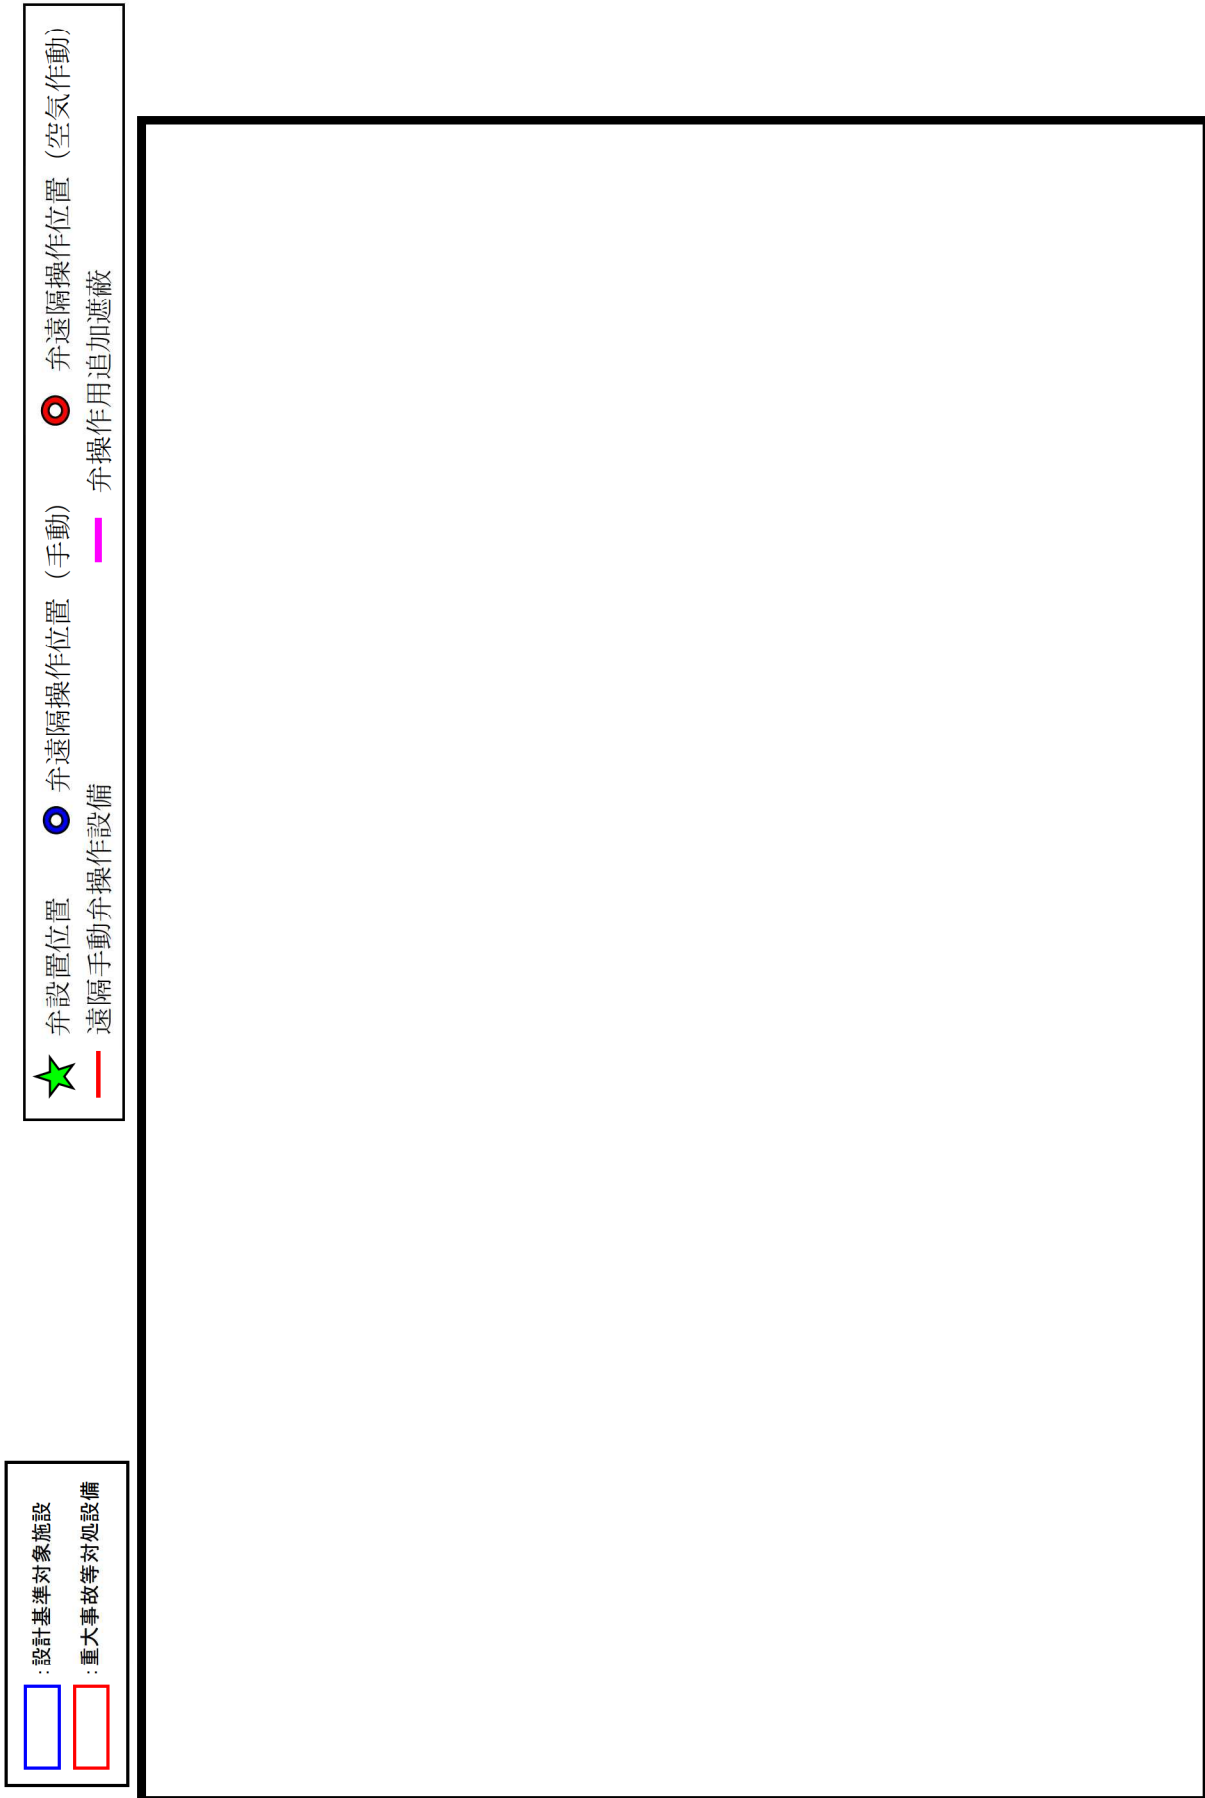 :設計基準対象施設
:重大事故等対処設備
弁設置位置 弁遠隔操作位置（手動） 弁遠隔操作位置（空気作動）
遠隔手動弁操作設備 弁操作用追加遮蔽